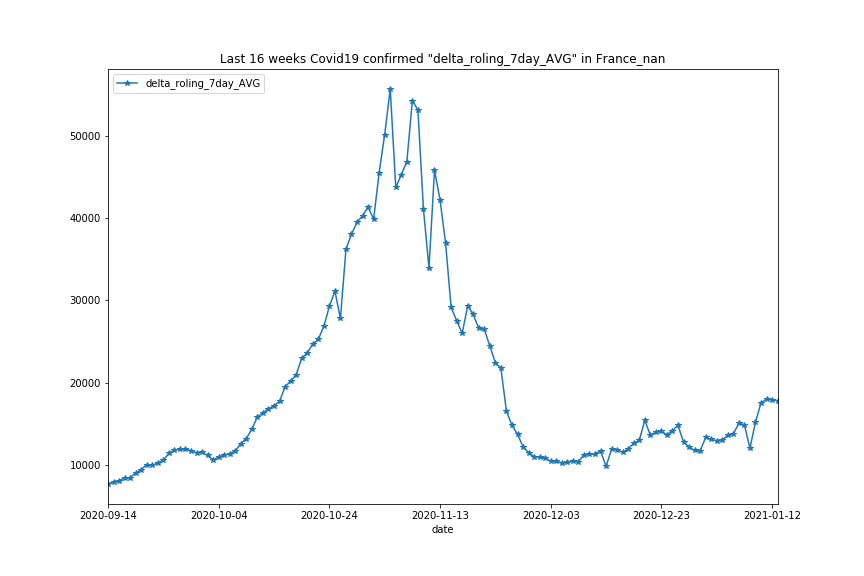 Last 16 weeks Covid19 confirmed "delta_roling_7day_AVG" in France_nan
delta_roling_7day_AVG
50000
40000
30000
20000
10000
2020-09-14 2020-10-04 2020-10-24 2020-11-13 2020-12-03 2020-12-23 2021-01-12
date